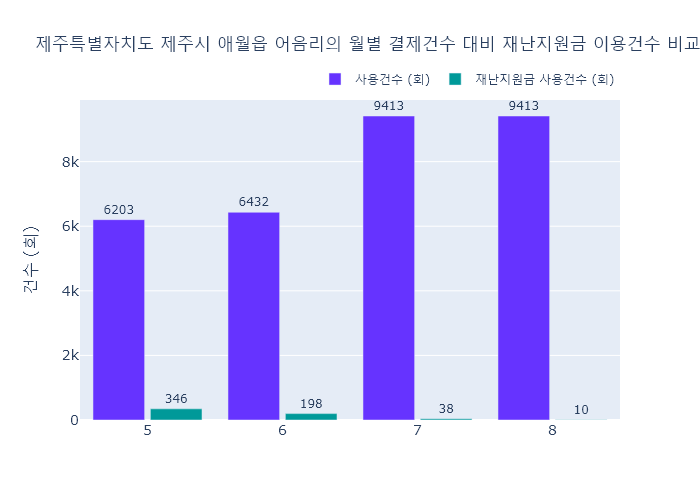 제주특별자치도 제주시 애월읍 어음리의 월별 결제건수 대비 재난지원금 이용건수 비교
사용건수 (회) 재난지원금 사용건수 (회)
9413 9413
8k
6203 6432
6k
건수 (회)
4k
2k
346 198 38 10
0
5 6 7 8